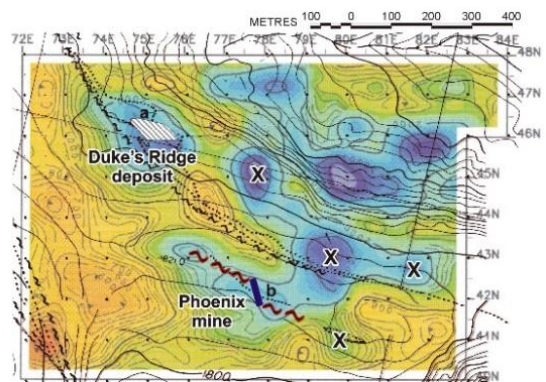 METRES 100 0 100 200 300 400
72E 73E 74E 75E 76E 77E 78E 79E 80E 81E 82E 83E 84E
48N
47N
46N
a
Duke's Ridge
deposit
X
45N
44N
X
43N
X
b
42N
Phoenix
mine
X
41N
1800
40N